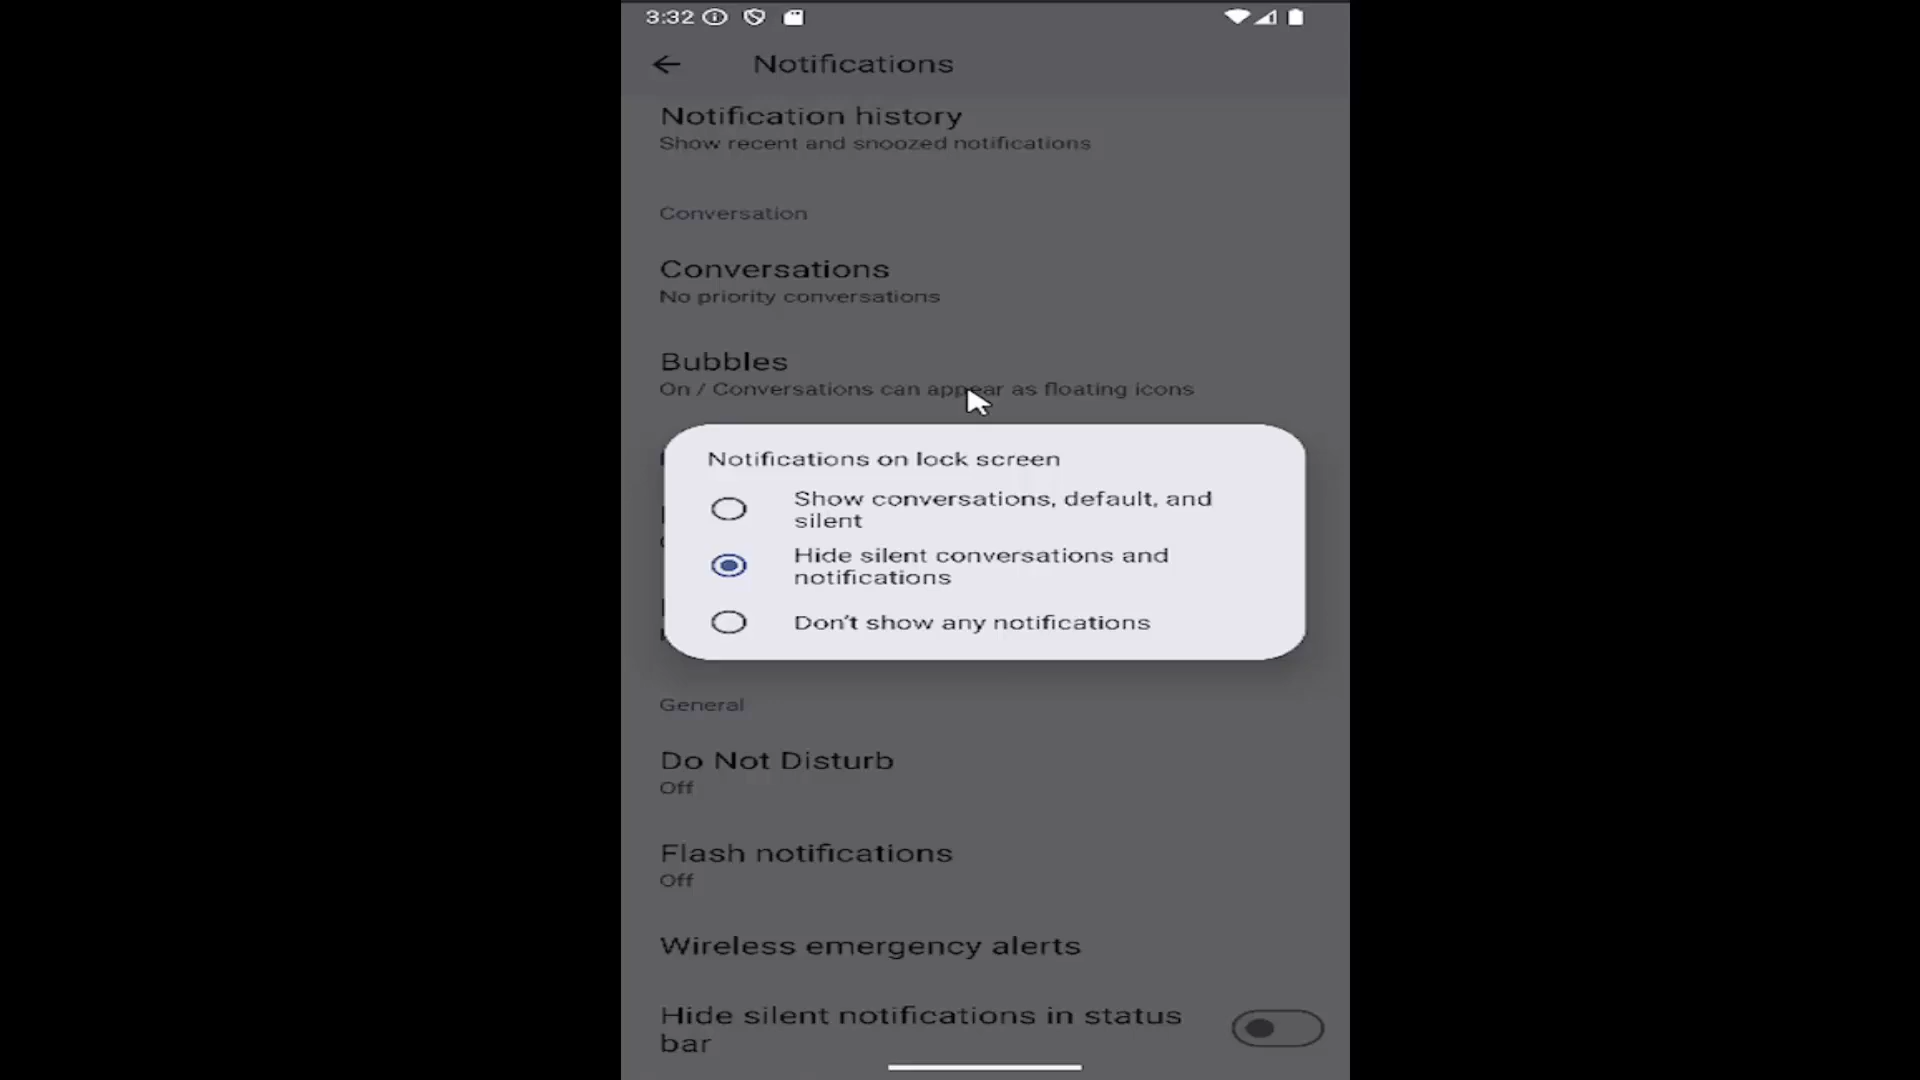 3:32
Notifications
Notification history
Show recent and snoozed notifications
Conversation
Conversations
No priority conversations
Bubbles
On / Conversations can appear as floating icons
Notifications on lock screen
Show conversations, default, and
silent
Hide silent conversations and
notifications
Don't show any notifications
General
Do Not Disturb
Off
Flash notifications
Off
Wireless emergency alerts
Hide silent notifications in status
bar